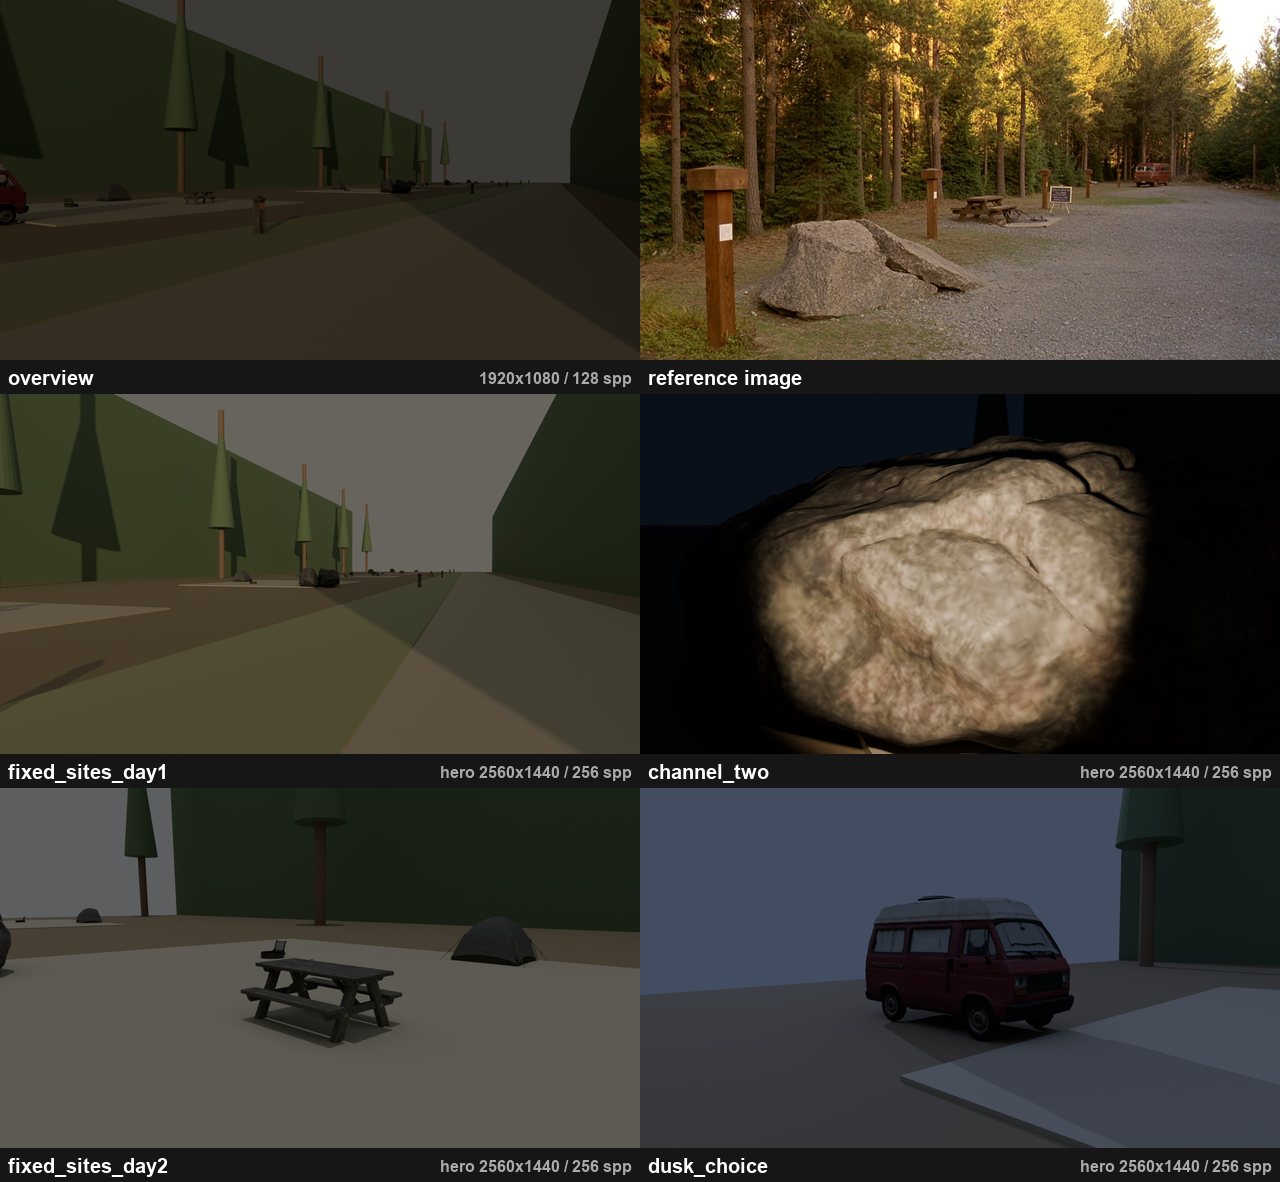 overview
1920x1080 / 128 spp
reference image
fixed_sites_day1
hero 2560x1440 / 256 spp
channel_two
hero 2560x1440 / 256 spp
fixed_sites_day2
hero 2560x1440 / 256 spp
dusk_choice
hero 2560x1440 / 256 spp